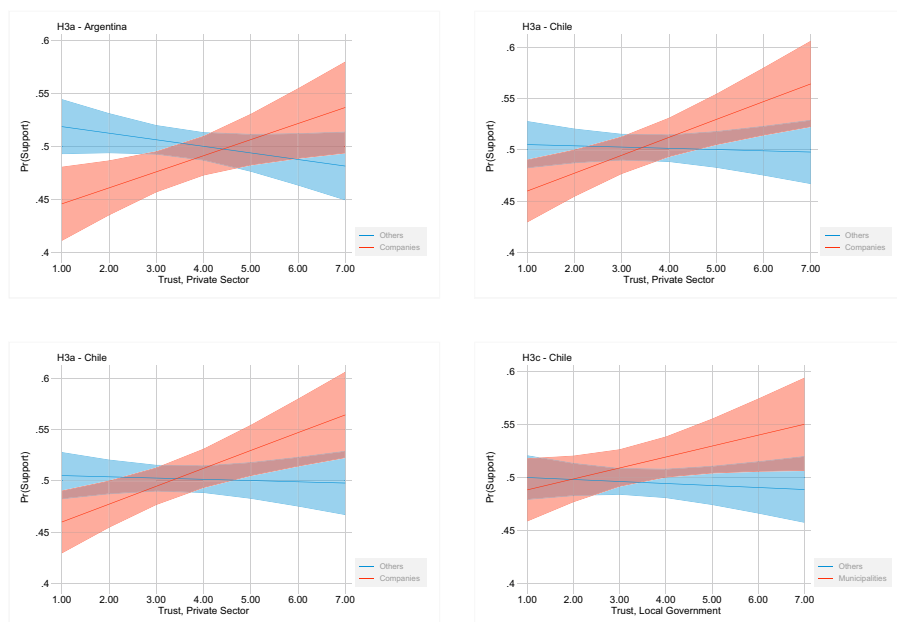 H3a - Argentina
.6
.55
.5
.45
.4
Pr(Support)
1.00 2.00 3.00 4.00 5.00 6.00 7.00
Trust, Private Sector
Others
Companies
H3a - Chile
.6
.55
.5
.45
.4
Pr(Support)
1.00 2.00 3.00 4.00 5.00 6.00 7.00
Trust, Private Sector
Others
Companies
H3a - Chile
.6
.55
.5
.45
.4
Pr(Support)
1.00 2.00 3.00 4.00 5.00 6.00 7.00
Trust, Private Sector
Others
Companies
H3c - Chile
.6
.55
.5
.45
.4
Pr(Support)
1.00 2.00 3.00 4.00 5.00 6.00 7.00
Trust, Local Government
Others
Municipalities